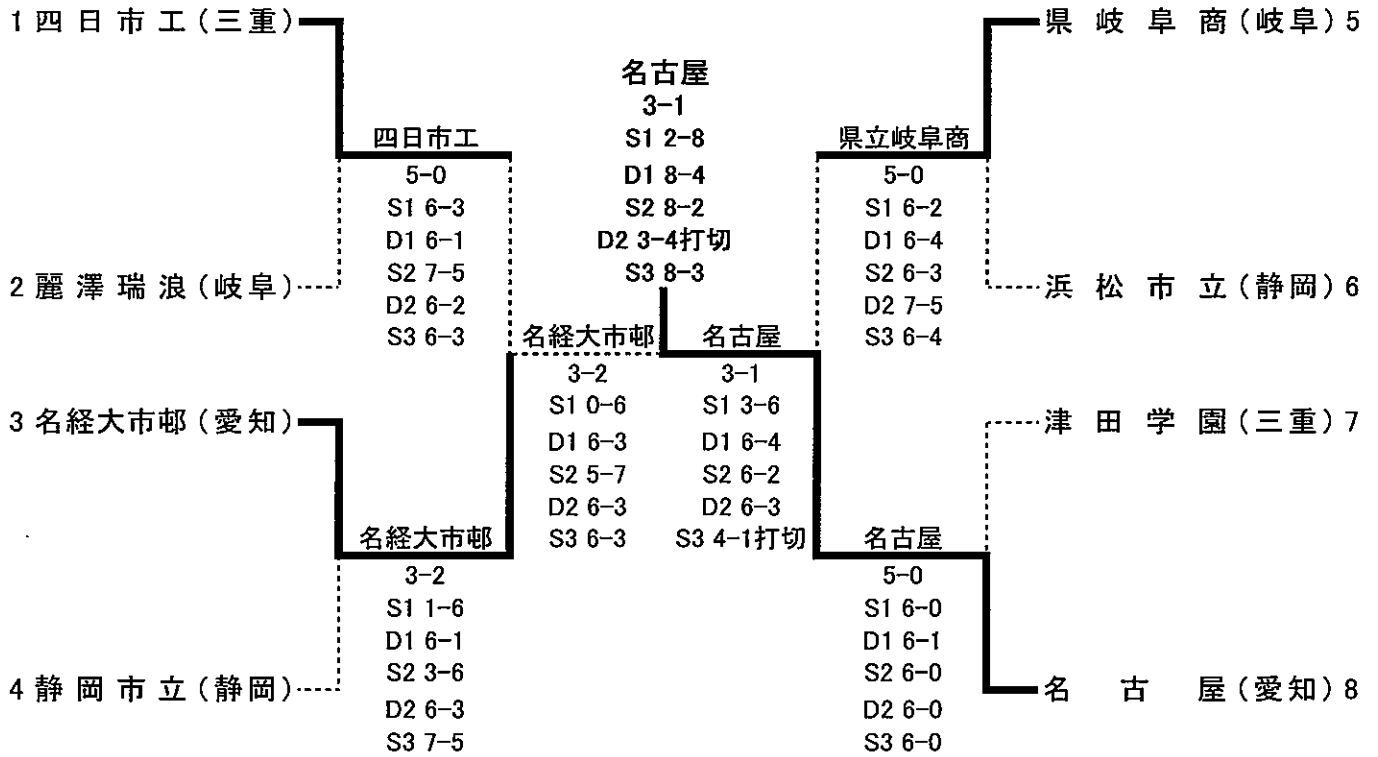 1 四日市工(三重)
県岐阜商(岐阜) 5
名古屋
3-1
S1 2-8
D1 8-4
S2 8-2
D2 3-4打切
S3 8-3
四日市工
5-0
S1 6-3
D1 6-1
S2 7-5
D2 6-2
S3 6-3
県立岐阜商
5-0
S1 6-2
D1 6-4
S2 6-3
D2 7-5
S3 6-4
2 麗澤瑞浪(岐阜)
浜松市立(静岡) 6
名経大市邨
3-2
S1 0-6
D1 6-3
S2 5-7
D2 6-3
S3 6-3
名古屋
3-1
S1 3-6
D1 6-4
S2 6-2
D2 6-3
S3 4-1打切
3 名経大市邨(愛知)
津田学園(三重) 7
名経大市邨
3-2
S1 1-6
D1 6-1
S2 3-6
D2 6-3
S3 7-5
名古屋
5-0
S1 6-0
D1 6-1
S2 6-0
D2 6-0
S3 6-0
4 静岡市立(静岡)
名古屋(愛知) 8